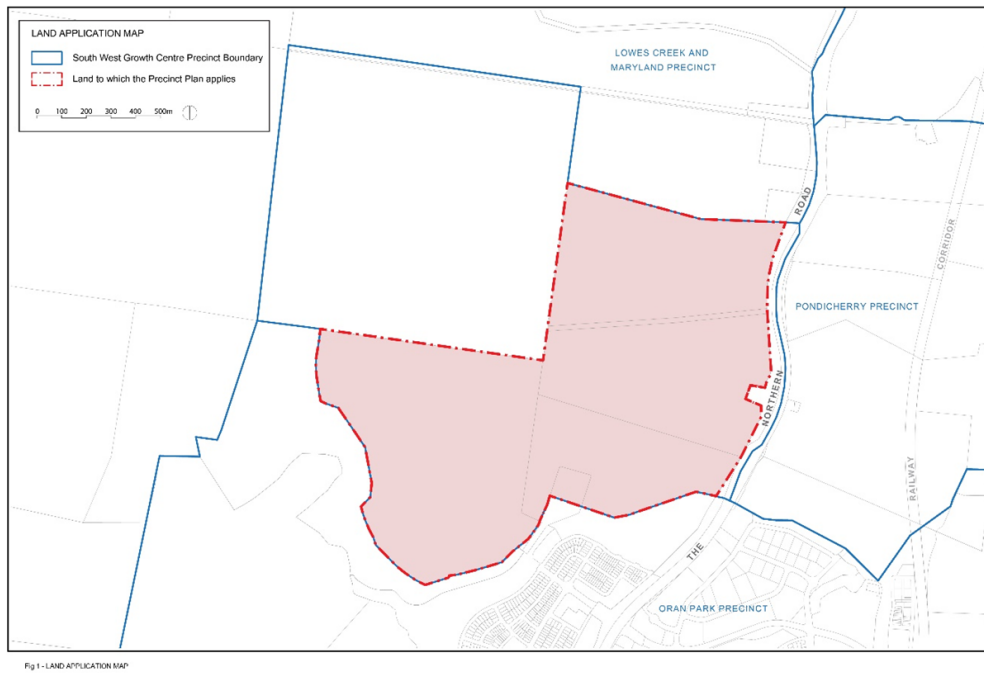 LAND APPLICATION MAP
South West Growth Centre Precinct Boundary
Land to which the Precinct Plan applies
0 100 200 300 400 500m
LOWES CREEK AND
MARYLAND PRECINCT
ROAD
CORRIDOR
PONDICHERRY PRECINCT
NORTHERN
RAILWAY
THE
ORAN PARK PRECINCT
Fig 1 - LAND APPLICATION MAP